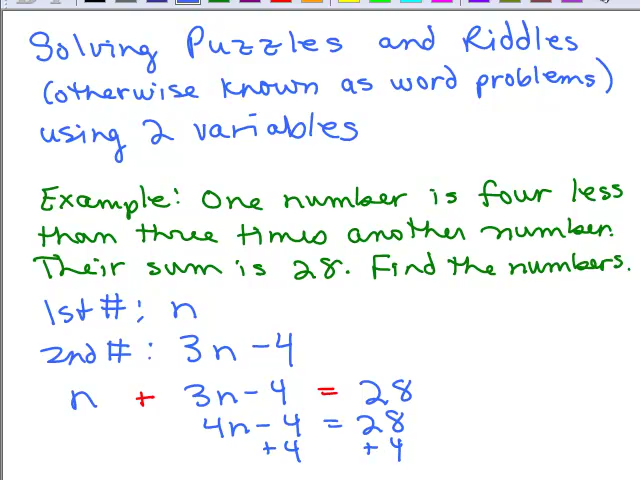 Solving Puzzles and Riddles
(otherwise known as word problems)
using 2 variables
Example: One number is four less
than three times another number.
Their sum is 28. Find the numbers.
1st #: n
2nd #: 3n - 4
n + 3n - 4 = 28
4n - 4 = 28
+4 +4